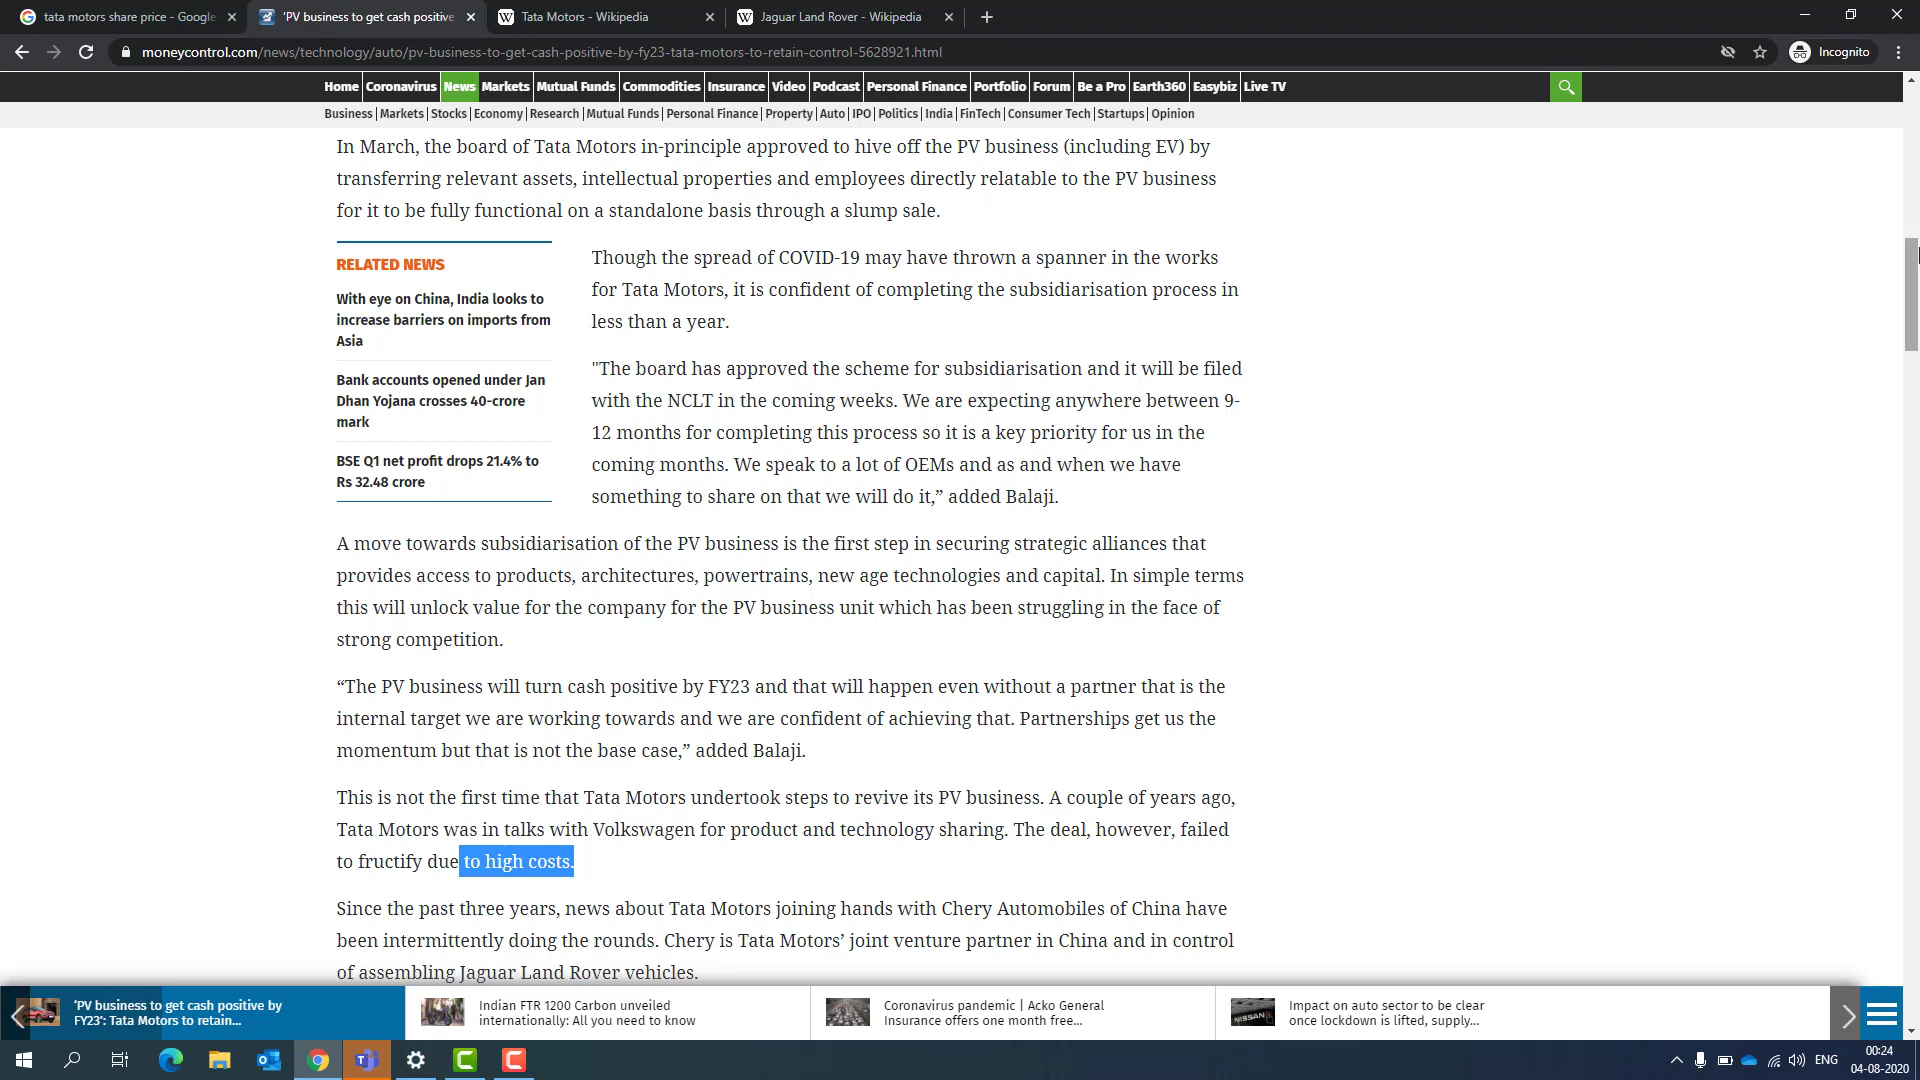 tata motors share price - Google
'PV business to get cash positive
Tata Motors - Wikipedia
Jaguar Land Rover - Wikipedia
moneycontrol.com/news/technology/auto/pv-business-to-get-cash-positive-by-fy23-tata-motors-to-retain-control-5628921.html
Incognito
Home Coronavirus News Markets Mutual Funds Commodities Insurance Video Podcast Personal Finance Portfolio Forum Be a Pro Earth360 Easybiz Live TV
Business Markets Stocks Economy Research Mutual Funds Personal Finance Property Auto IPO Politics India FinTech Consumer Tech Startups Opinion
In March, the board of Tata Motors in-principle approved to hive off the PV business (including EV) by
transferring relevant assets, intellectual properties and employees directly relatable to the PV business
for it to be fully functional on a standalone basis through a slump sale.
RELATED NEWS
With eye on China, India looks to
increase barriers on imports from
Asia
Bank accounts opened under Jan
Dhan Yojana crosses 40-crore
mark
BSE Q1 net profit drops 21.4% to
Rs 32.48 crore
Though the spread of COVID-19 may have thrown a spanner in the works
for Tata Motors, it is confident of completing the subsidiarisation process in
less than a year.
"The board has approved the scheme for subsidiarisation and it will be filed
with the NCLT in the coming weeks. We are expecting anywhere between 9-
12 months for completing this process so it is a key priority for us in the
coming months. We speak to a lot of OEMs and as and when we have
something to share on that we will do it,” added Balaji.
A move towards subsidiarisation of the PV business is the first step in securing strategic alliances that
provides access to products, architectures, powertrains, new age technologies and capital. In simple terms
this will unlock value for the company for the PV business unit which has been struggling in the face of
strong competition.
“The PV business will turn cash positive by FY23 and that will happen even without a partner that is the
internal target we are working towards and we are confident of achieving that. Partnerships get us the
momentum but that is not the base case,” added Balaji.
This is not the first time that Tata Motors undertook steps to revive its PV business. A couple of years ago,
Tata Motors was in talks with Volkswagen for product and technology sharing. The deal, however, failed
to fructify due to high costs.
Since the past three years, news about Tata Motors joining hands with Chery Automobiles of China have
been intermittently doing the rounds. Chery is Tata Motors’ joint venture partner in China and in control
of assembling Jaguar Land Rover vehicles.
'PV business to get cash positive by
FY23': Tata Motors to retain...
Indian FTR 1200 Carbon unveiled
internationally: All you need to know
Coronavirus pandemic | Acko General
Insurance offers one month free...
NISSAN
Impact on auto sector to be clear
once lockdown is lifted, supply...
ENG
00:24
04-08-2020